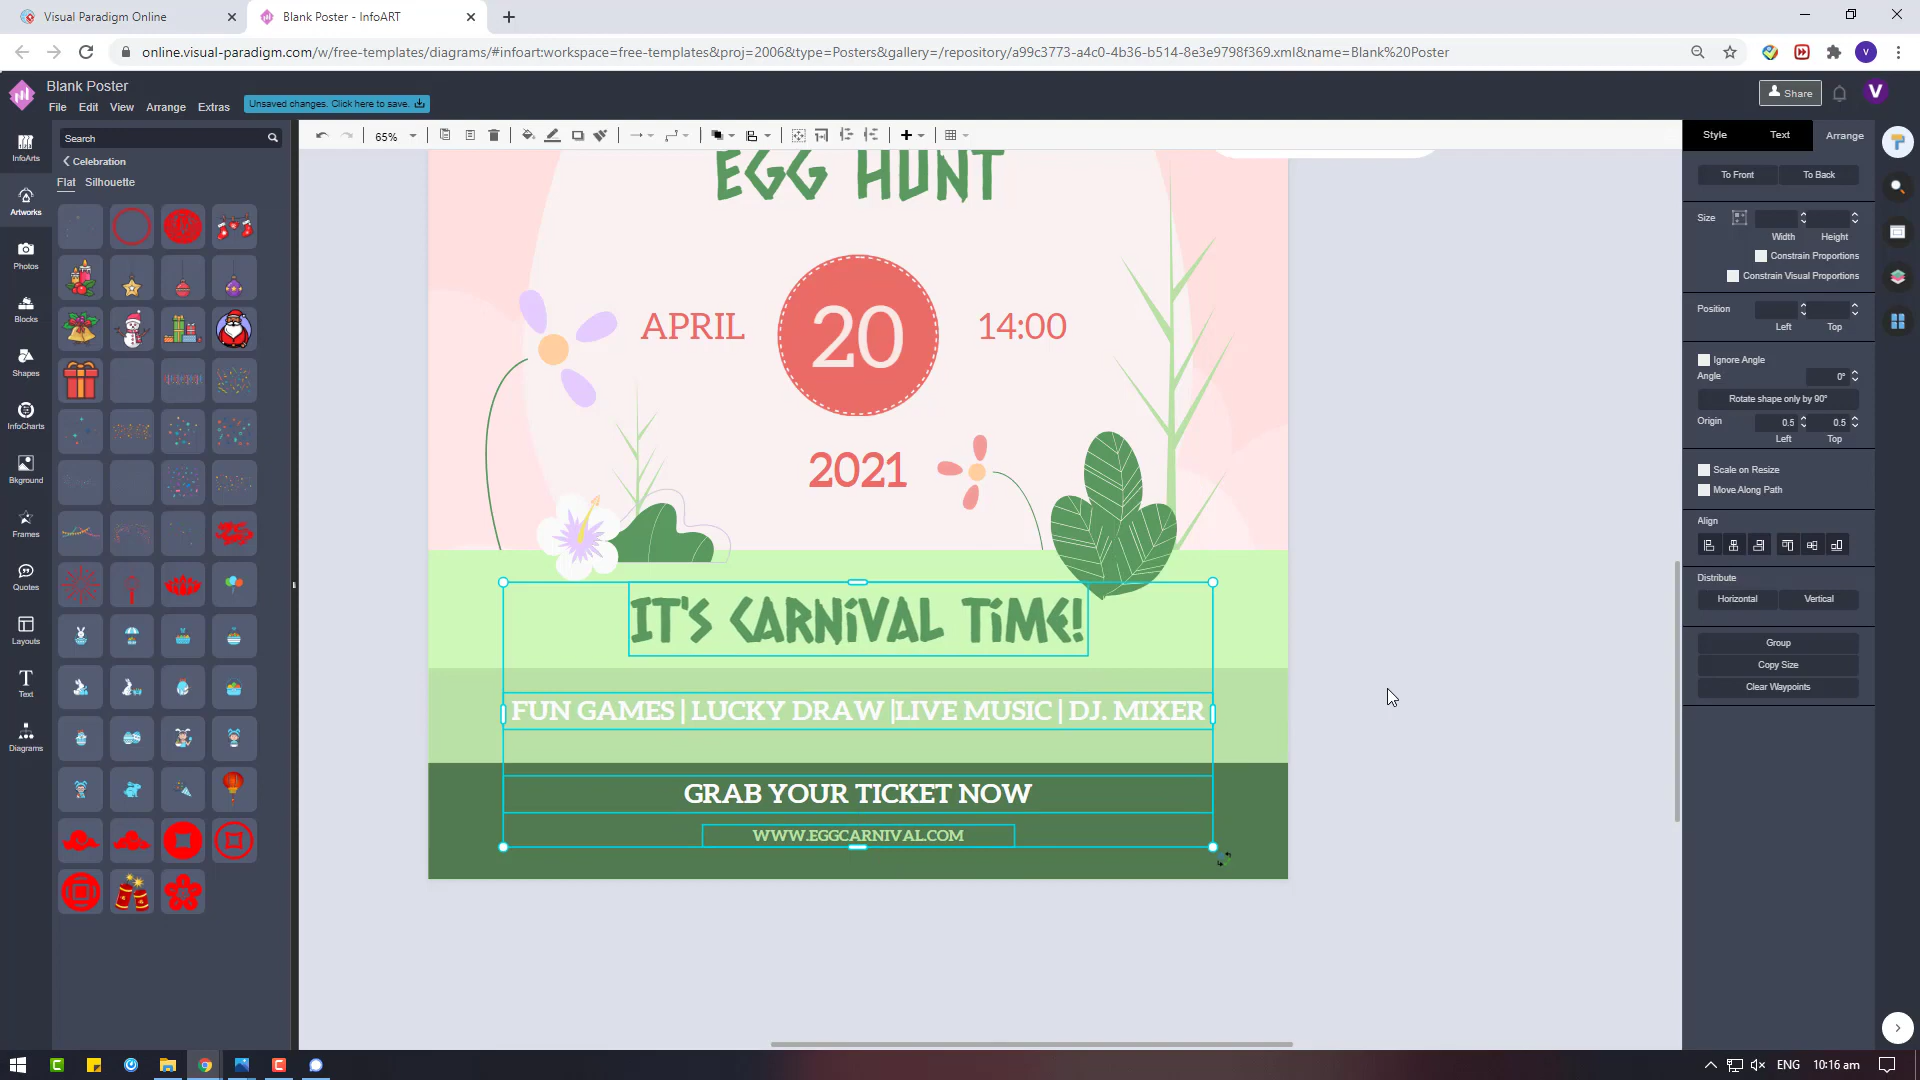 Visual Paradigm Online
Blank Poster - InfoART
online.visual-paradigm.com/w/free-templates/diagrams/#infoart:workspace=free-templates&proj=2006&type=Posters&gallery=/repository/a99c3773-a4c0-4b36-b514-8e3e9798f369.xml&name=Blank%20Poster
V
Blank Poster
File Edit View Arrange Extras
Unsaved changes. Click here to save.
Share
V
65%
Style Text Arrange
InfoArts
Artworks
Photos
Blocks
Shapes
InfoCharts
Bkground
Frames
Quotes
Layouts
Text
Diagrams
Search
Celebration
Flat Silhouette
EGG HUNT
APRIL
20
14:00
2021
IT'S CARNIVAL TIME!
FUN GAMES | LUCKY DRAW |LIVE MUSIC | DJ. MIXER
GRAB YOUR TICKET NOW
WWW.EGGCARNIVAL.COM
To Front To Back
Size
Width Height
Constrain Proportions
Constrain Visual Proportions
Position
Left Top
Ignore Angle
Angle 0°
Rotate shape only by 90°
Origin 0.5 0.5
Left Top
Scale on Resize
Move Along Path
Align
Distribute
Horizontal Vertical
Group
Copy Size
Clear Waypoints
ENG 10:16 am